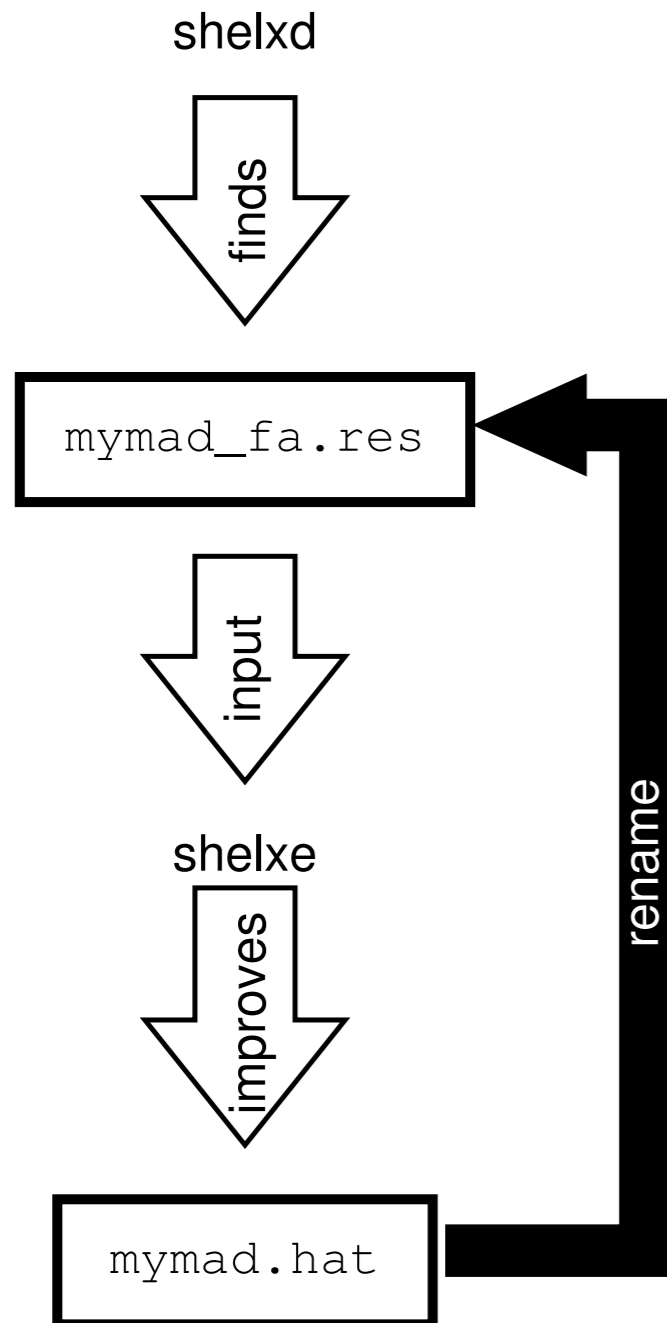 shelxd
finds
mymad_fa.res
input
shelxe
improves
mymad.hat
rename